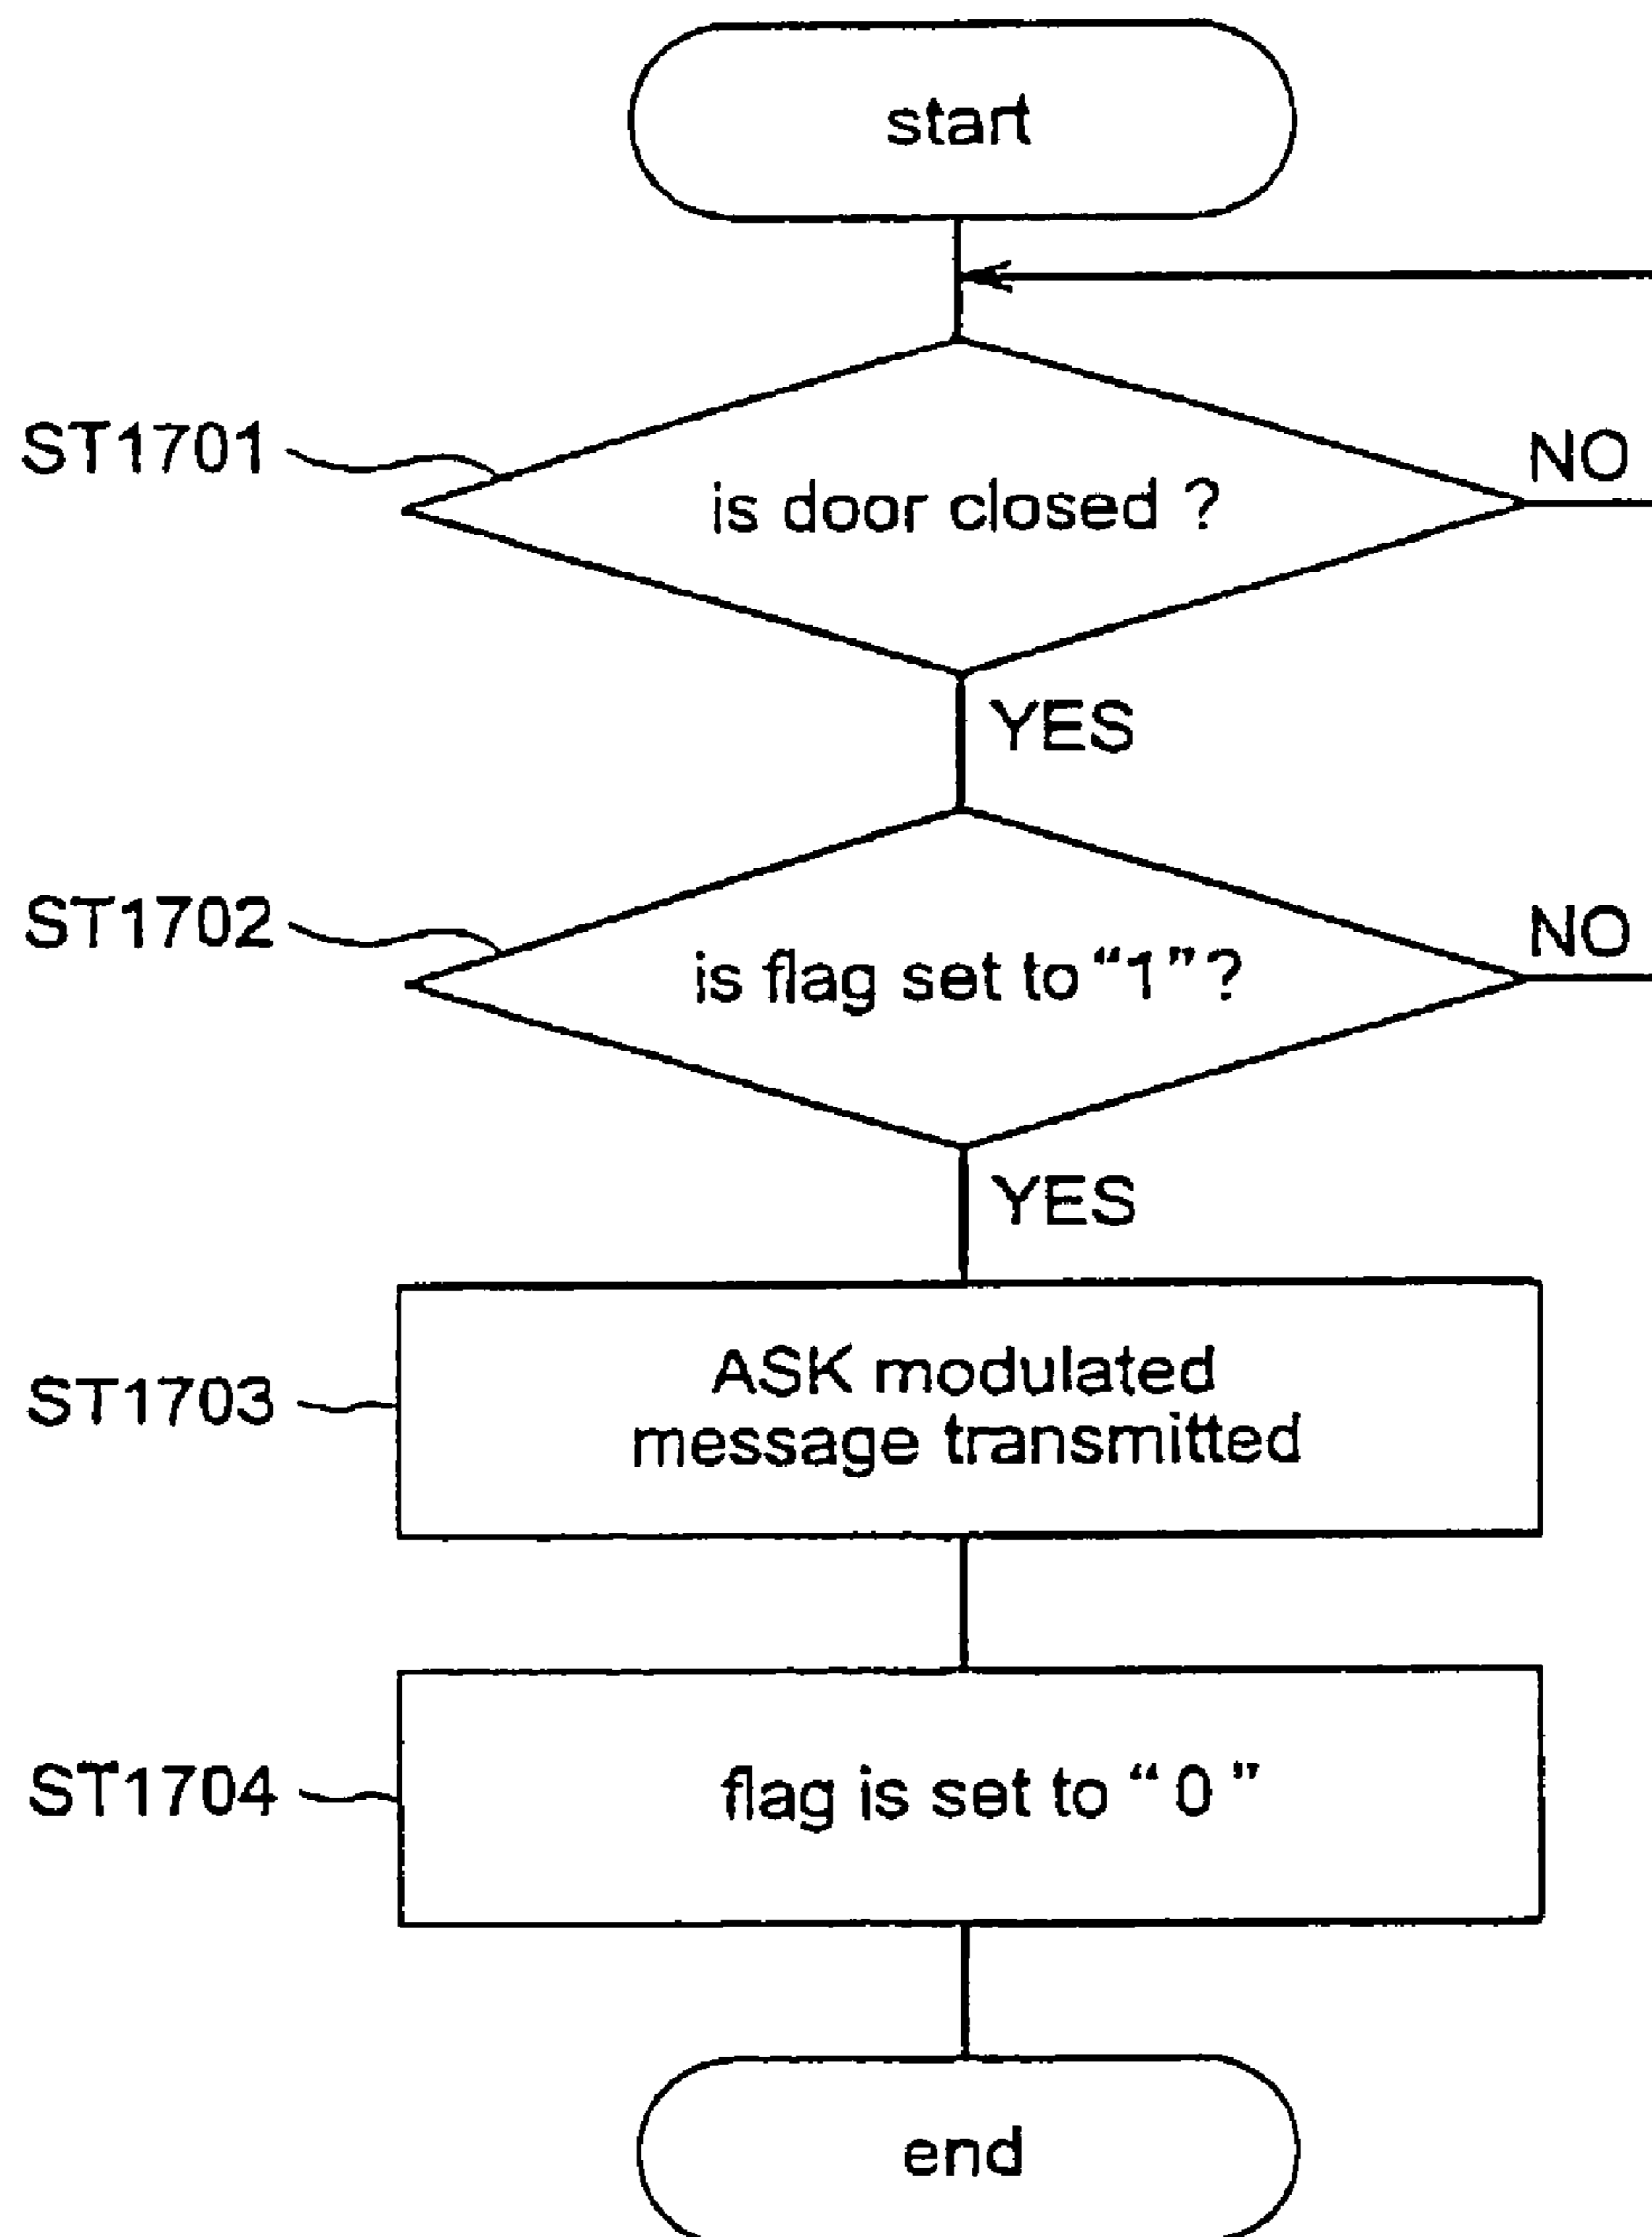 start
ST1701
is door closed ?
NO
YES
ST1702
is flag set to “1”?
NO
YES
ST1703
ASK modulated
message transmitted
ST1704
flag is set to “ 0 ”
end